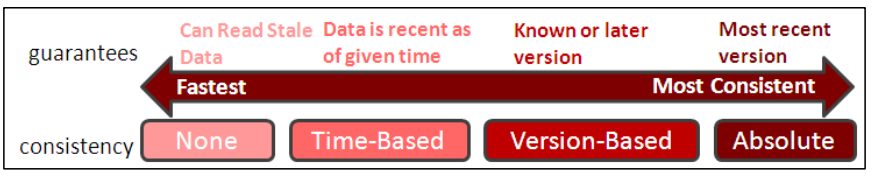 guarantees
Can Read Stale
Data
Data is recent as
of given time
Known or later
version
Most recent
version
Fastest
Most Consistent
consistency
None
Time-Based
Version-Based
Absolute